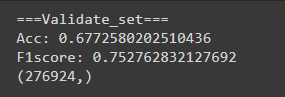 ===Validate_set===
Acc: 0.6772580202510436
F1score: 0.752762832127692
(276924,)